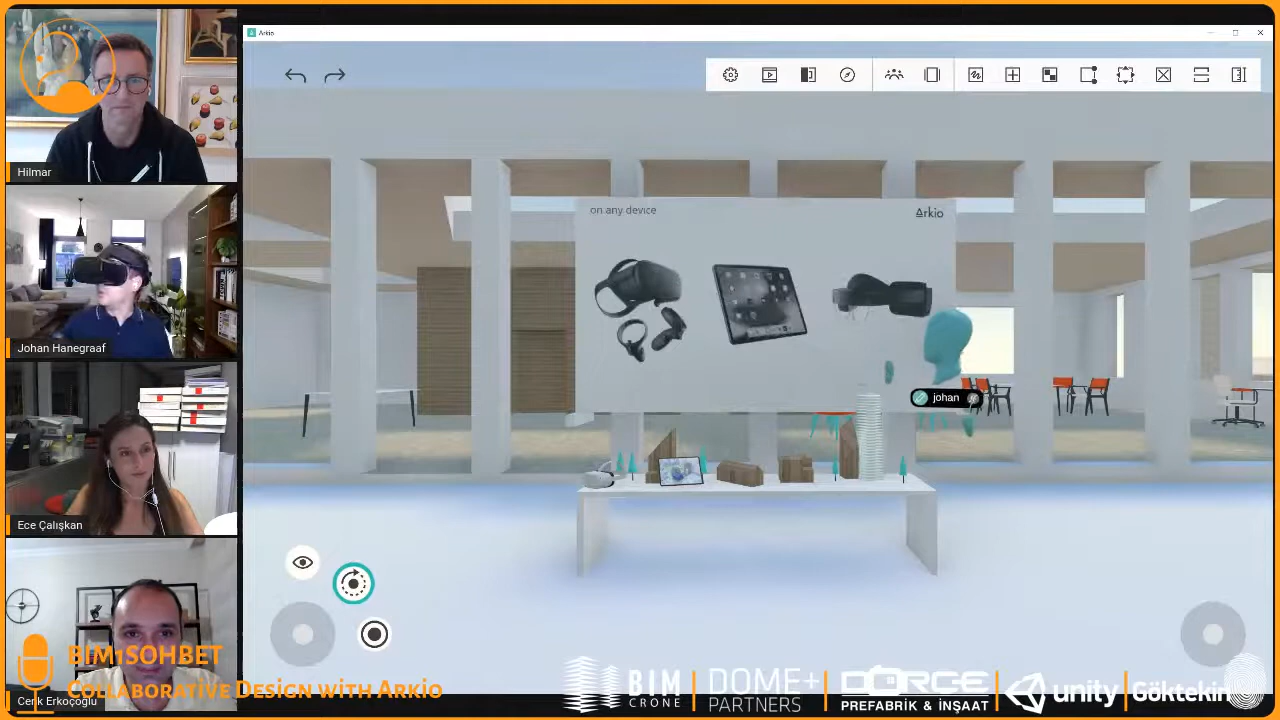 Arkio
on any device
Arkio
johan
Hilmar
Johan Hanegraaf
Ece Çalışkan
Cenk Erkoçoğlu
BIM1SOHBET
Collaborative Design with Arkio
BIM
CRONE
DOME+
PARTNERS
DORCE
PREFABRİK & İNŞAAT
unity
Göktekin